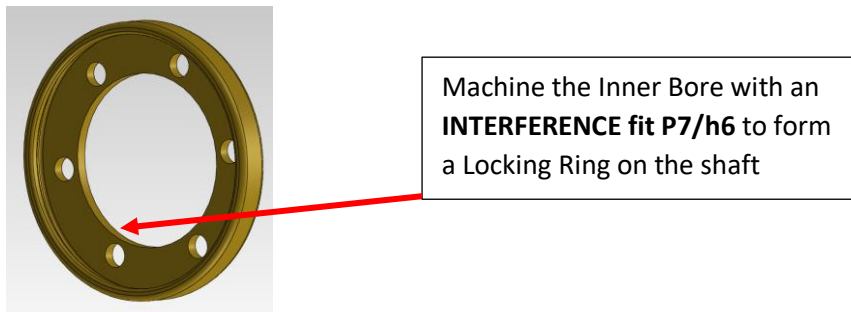 Machine the Inner Bore with an
INTERFERENCE fit P7/h6 to form
a Locking Ring on the shaft